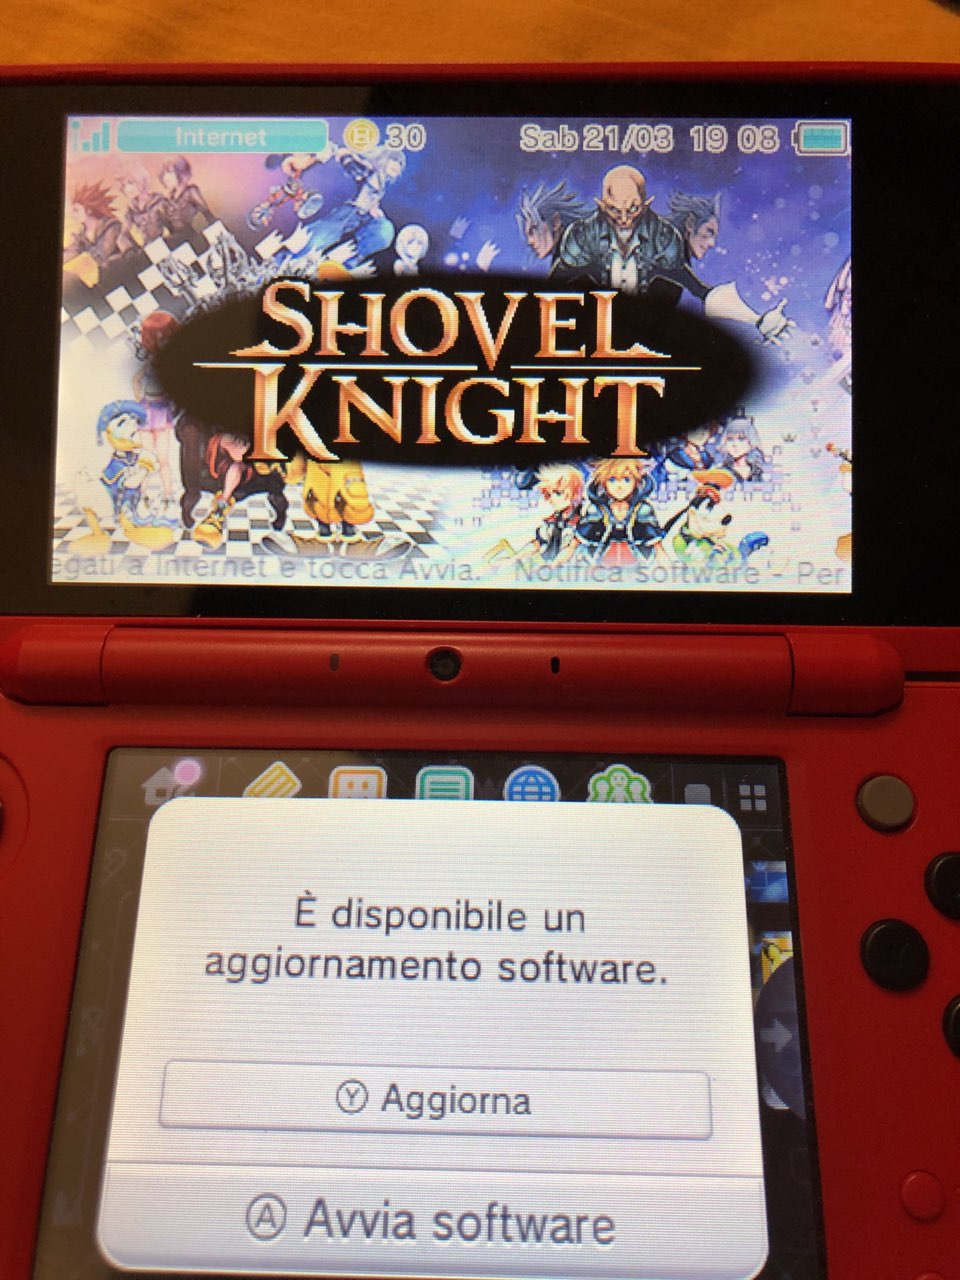 Internet 30 Sab 21/03 19 08
SHOVEL
KNIGHT
egati a Internet e tocca Avvia. Notifica software - Per
È disponibile un
aggiornamento software.
Y Aggiorna
A Avvia software